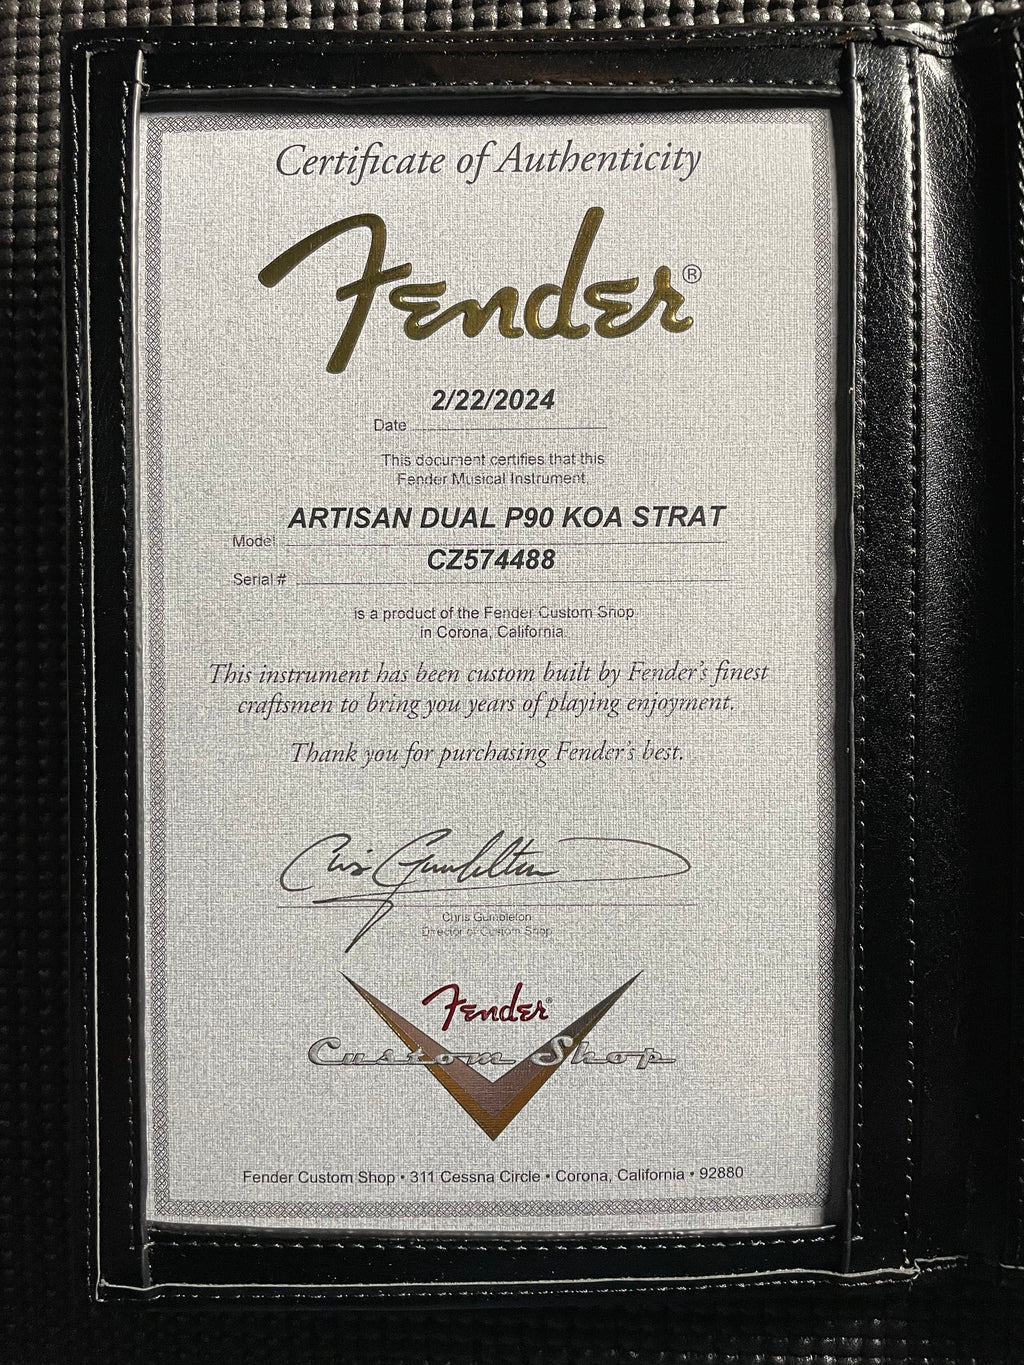 Certificate of Authenticity
Fender®
2/22/2024
Date
This document certifies that this
Fender Musical Instrument,
ARTISAN DUAL P90 KOA STRAT
Model
CZ574488
Serial #
is a product of the Fender Custom Shop
in Corona, California.
This instrument has been custom built by Fender's finest
craftsmen to bring you years of playing enjoyment.
Thank you for purchasing Fender's best.
Chris Gumbleton
Chris Gumbleton
Director of Custom Shop
Fender®
Custom Shop
Fender Custom Shop • 311 Cessna Circle • Corona, California • 92880